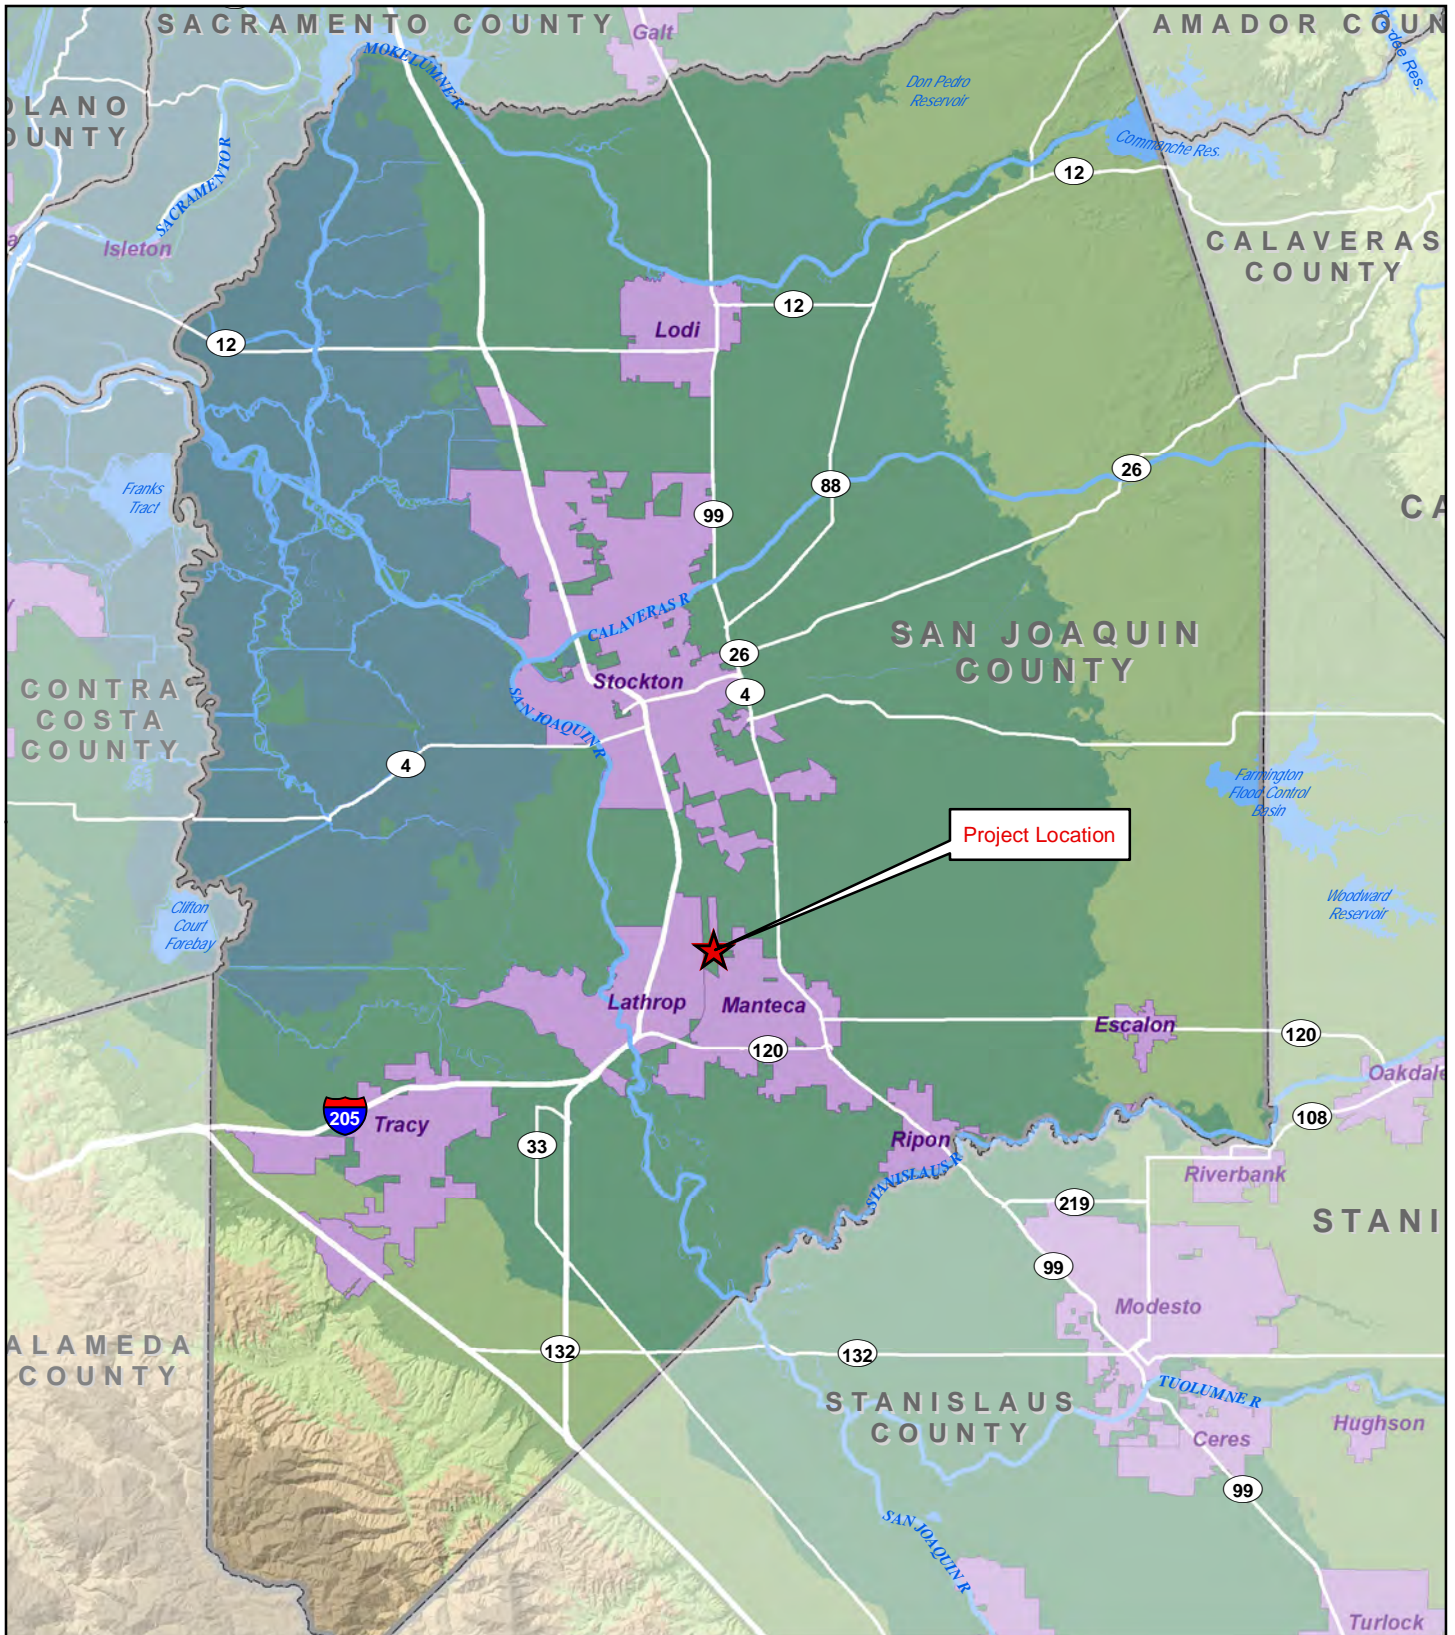 SACRAMENTO COUNTY
Galt
AMADOR COUN
MOKELUMNE R
Don Pedro
Reservoir
Res.
OLANO
OUNTY
SACRAMENTO R
Commanche Res.
12
Isleton
CALAVERAS
COUNTY
12
Lodi
12
Franks
Tract
26
88
99
CA
CALAVERAS R
SAN JOAQUIN
COUNTY
26
Stockton
4
CONTRA
COSTA
COUNTY
SAN JOAQUIN R
4
Farmington
Flood Control
Basin
Project Location
Clifton
Court
Forebay
Woodward
Reservoir
Lathrop
Manteca
Escalon
120
120
Oakdale
205
Tracy
33
Ripon
108
STANISLAUS R
Riverbank
219
STANI
99
Modesto
ALAMEDA
COUNTY
132
132
TUOLUMNE R
STANISLAUS
COUNTY
Ceres
Hughson
99
SAN JOAQUIN R
Turlock